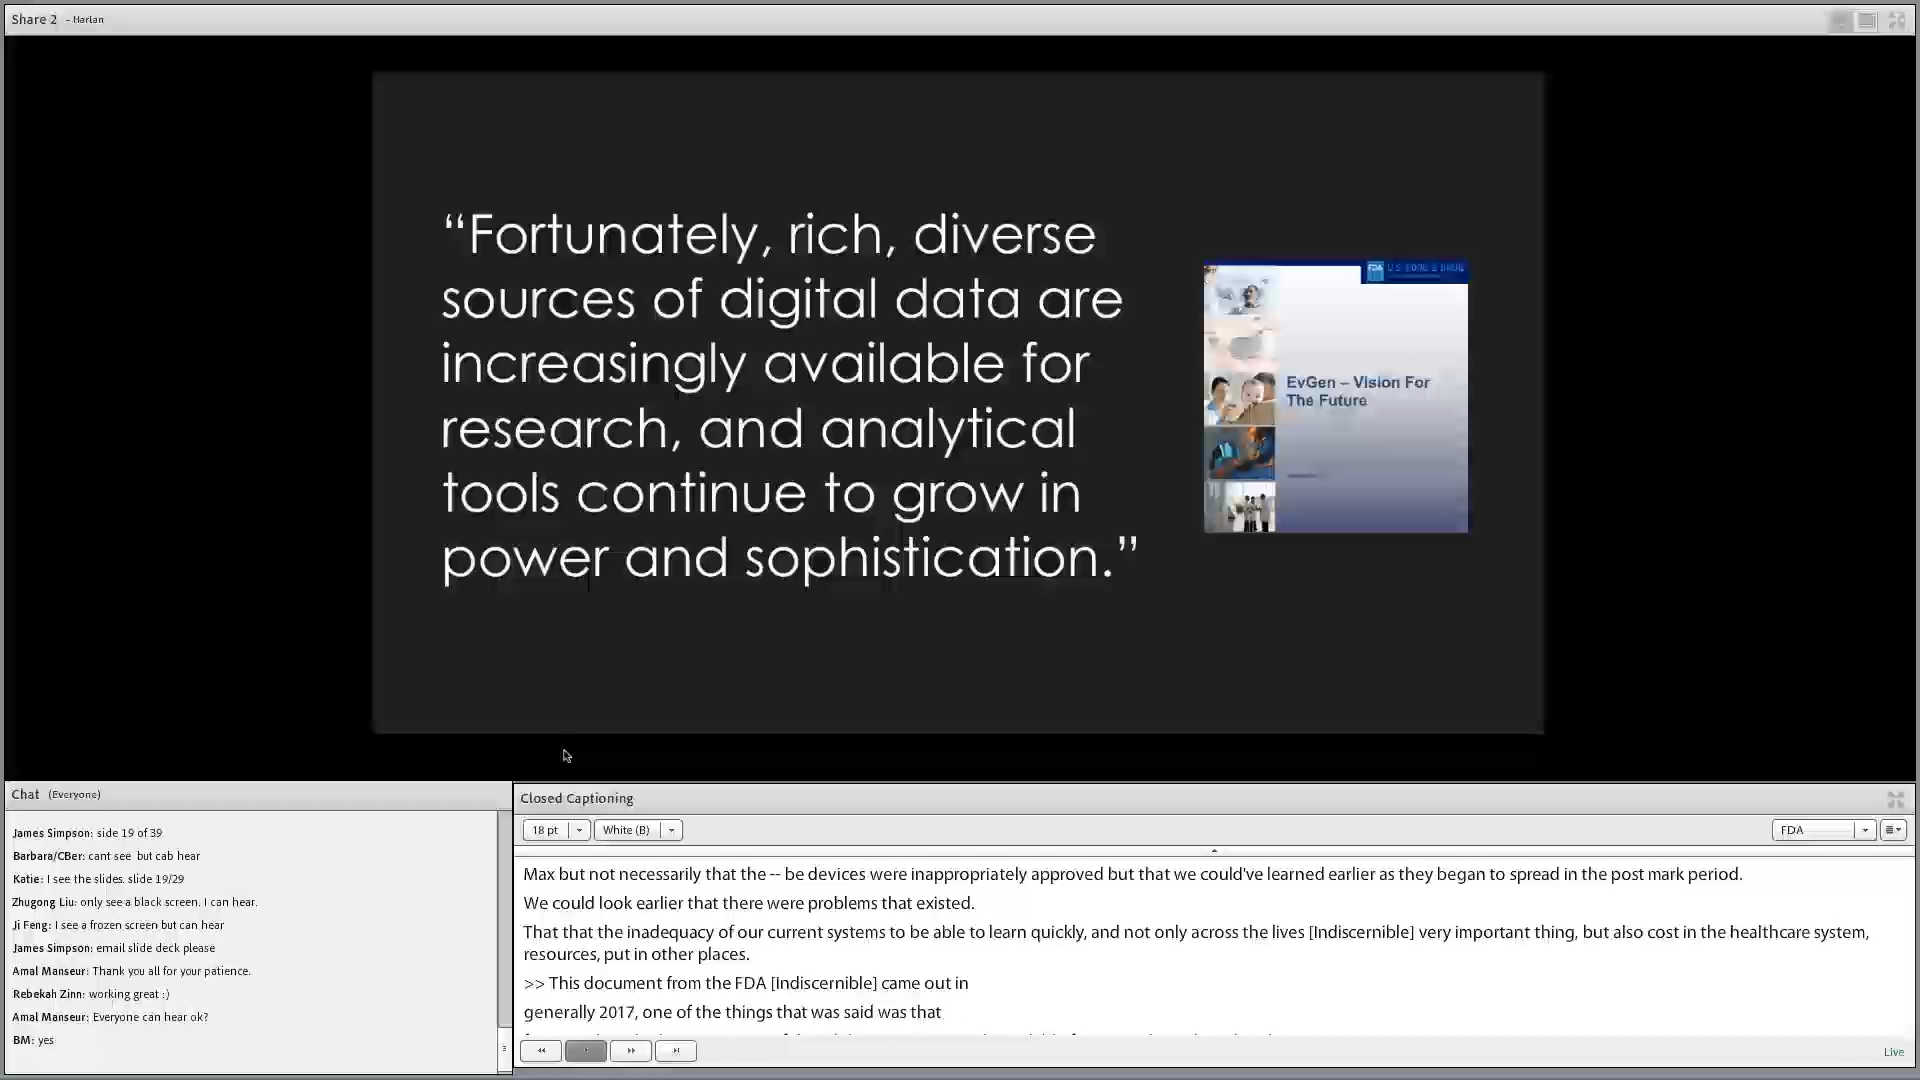 Share 2 - Harlan
“Fortunately, rich, diverse
sources of digital data are
increasingly available for
research, and analytical
tools continue to grow in
power and sophistication.”
FDA U.S. FOOD & DRUG
EvGen – Vision For
The Future
Chat (Everyone)
James Simpson: side 19 of 39
Barbara/CBer: cant see but cab hear
Katie: I see the slides. slide 19/29
Zhugong Liu: only see a black screen. I can hear.
Ji Feng: I see a frozen screen but can hear
James Simpson: email slide deck please
Amal Manseur: Thank you all for your patience.
Rebekah Zinn: working great :)
Amal Manseur: Everyone can hear ok?
BM: yes
Closed Captioning
18 pt White (B) FDA
Max but not necessarily that the -- be devices were inappropriately approved but that we could've learned earlier as they began to spread in the post mark period.
We could look earlier that there were problems that existed.
That that the inadequacy of our current systems to be able to learn quickly, and not only across the lives [Indiscernible] very important thing, but also cost in the healthcare system,
resources, put in other places.
>> This document from the FDA [Indiscernible] came out in
generally 2017, one of the things that was said was that
Live